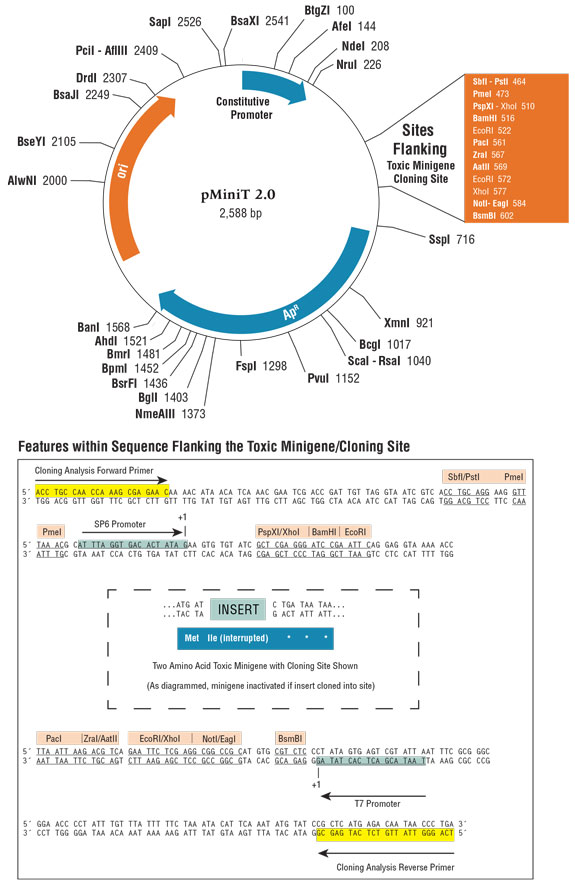 BtgZI 100
AfeI 144
NdeI 208
NruI 226
BsaXI 2541
SapI 2526
PciI - AflIII 2409
DrdI 2307
BsaJI 2249
BseYI 2105
AlwNI 2000
Constitutive
Promoter
ori
pMiniT 2.0
2,588 bp
Ap^R
Sites
Flanking
Toxic Minigene
Cloning Site
SbfI - PstI 464
PmeI 473
PspXI - XhoI 510
BamHI 516
EcoRI 522
PacI 561
ZraI 567
AatII 569
EcoRI 572
XhoI 577
NotI- EagI 584
BsmBI 602
SspI 716
XmnI 921
BcgI 1017
ScaI - RsaI 1040
PvuI 1152
FspI 1298
BanI 1568
AhdI 1521
BmrI 1481
BpmI 1452
BsrFI 1436
BglI 1403
NmeAIII 1373
Features within Sequence Flanking the Toxic Minigene/Cloning Site
Cloning Analysis Forward Primer
SbfI/PstI PmeI
5´ ACC TGC CAA CCA AAG CGA GAA CAA AAC ATA ACA TCA AAC GAA TCG ACC GAT TGT TAG GTA ATC GTC ACC TGC AGG AAG GTT
3´ TGG ACG GTT GGT TTC GCT CTT GTT TTG TAT TGT AGT TTG CTT AGC TGG CTA ACA ATC CAT TAG CAG TGG ACG TCC TTC CAA
PmeI SP6 Promoter +1 PspXI/XhoI BamHI EcoRI
5´ TAA ACG CAT TTA GGT GAC ACT ATA GAA GTG TGT ATC GCT CGA GGG ATC CGA ATT CAG GAG GTA AAA ACC
3´ ATT TGC GTA AAT CCA CTG TGA TAT CTT CAC ACA TAG CGA GCT CCC TAG GCT TAA GTC CTC CAT TTT TGG
...ATG AT INSERT C TGA TAA TAA...
...TAC TA G ACT ATT ATT...
Met Ile (Interrupted) * * *
Two Amino Acid Toxic Minigene with Cloning Site Shown
(As diagrammed, minigene inactivated if insert cloned into site)
PacI ZraI/AatII EcoRI/XhoI NotI/EagI BsmBI
5´ TTA ATT AAG ACG TCA GAA TTC TCG AGG CGG CCG CAT GTG CGT CTC CCT ATA GTG AGT CGT ATT AAT TTC GCG GGC
3´ AAT TAA TTC TGC AGT CTT AAG AGC TCC GCC GGC GTA CAC GCA GAG GGA TAT CAC TCA GCA TAA TTA AAG CGC CCG
+1
T7 Promoter
5´ GGA ACC CCT ATT TGT TTA TTT TTC TAA ATA CAT TCA AAT ATG TAT CCG CTC ATG AGA CAA TAA CCC TGA
3´ CCT TGG GGA TAA ACA AAT AAA AAG ATT TAT GTA AGT TTA TAC ATA GGC GAG TAC TCT GTT ATT GGG ACT 5´
Cloning Analysis Reverse Primer